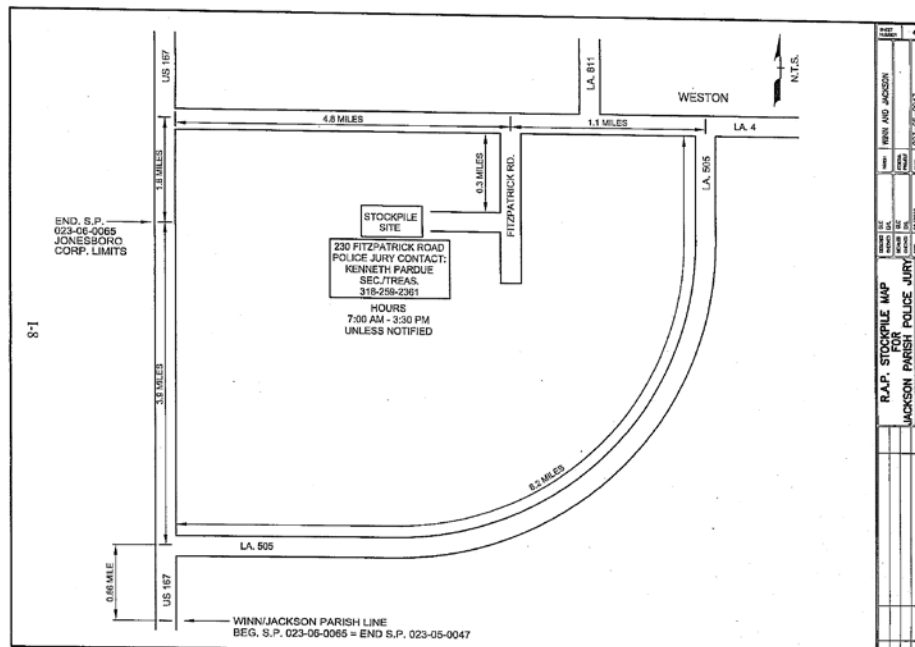 US 167
LA. 811
WESTON
N.T.S.
4.8 MILES
1.1 MILES
LA. 4
1.8 MILES
0.3 MILES
FITZPATRICK RD.
LA. 505
END. S.P.
023-06-0065
JONESBORO
CORP. LIMITS
STOCKPILE
SITE
230 FITZPATRICK ROAD
POLICE JURY CONTACT:
KENNETH PARDUE
SEC./TREAS.
318-259-2361
HOURS
7:00 AM - 3:30 PM
UNLESS NOTIFIED
I-8
3.9 MILES
LA. 505
0.86 MILE
US 167
WINN/JACKSON PARISH LINE
BEG. S.P. 023-06-0065 = END S.P. 023-05-0047
SHEET
NUMBER
WINN AND JACKSON
R.A.P. STOCKPILE MAP
FOR
JACKSON PARISH POLICE JURY